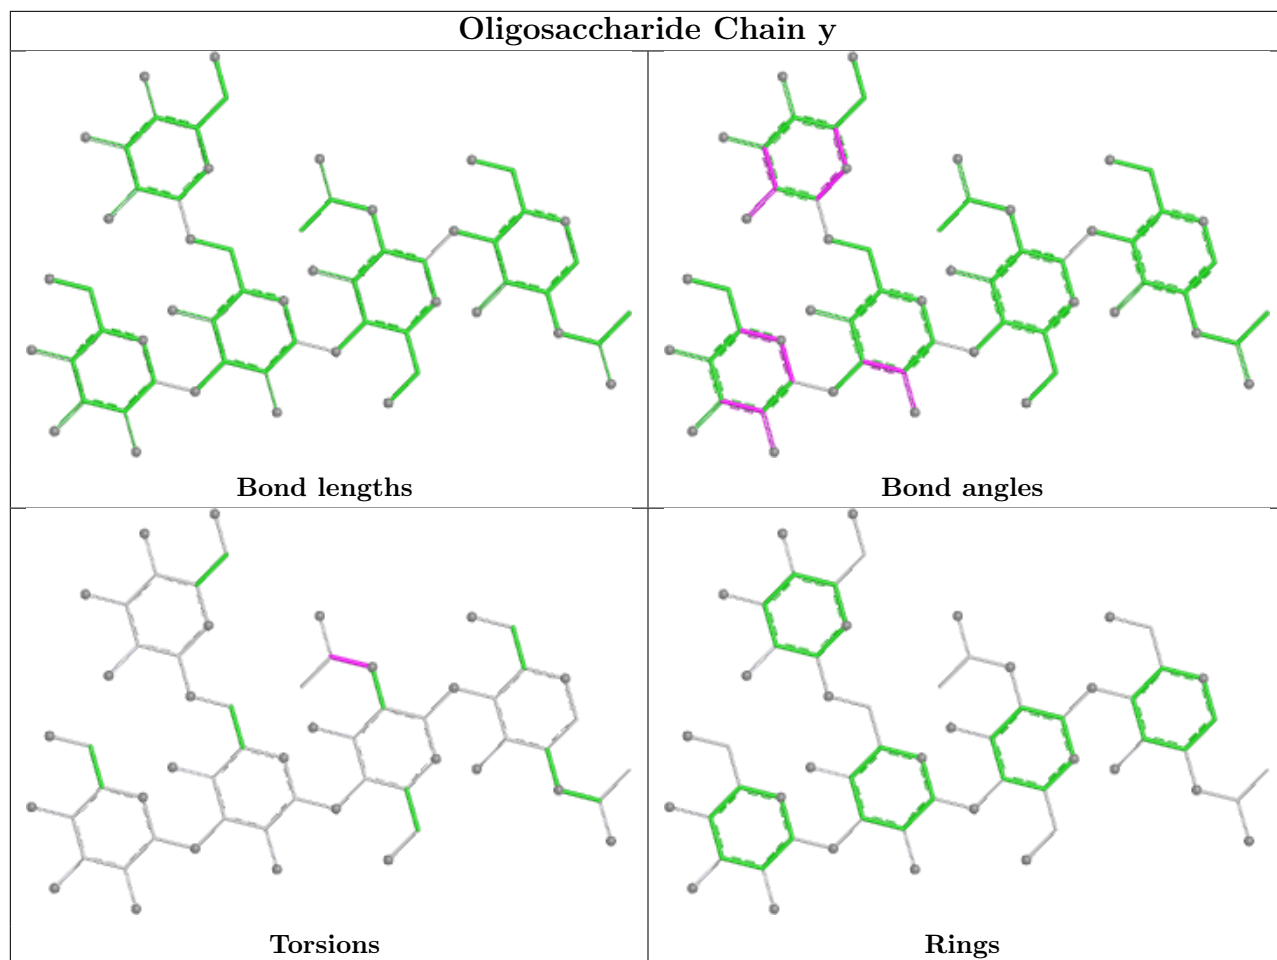 Oligosaccharide Chain y
Bond lengths
Bond angles
Torsions
Rings